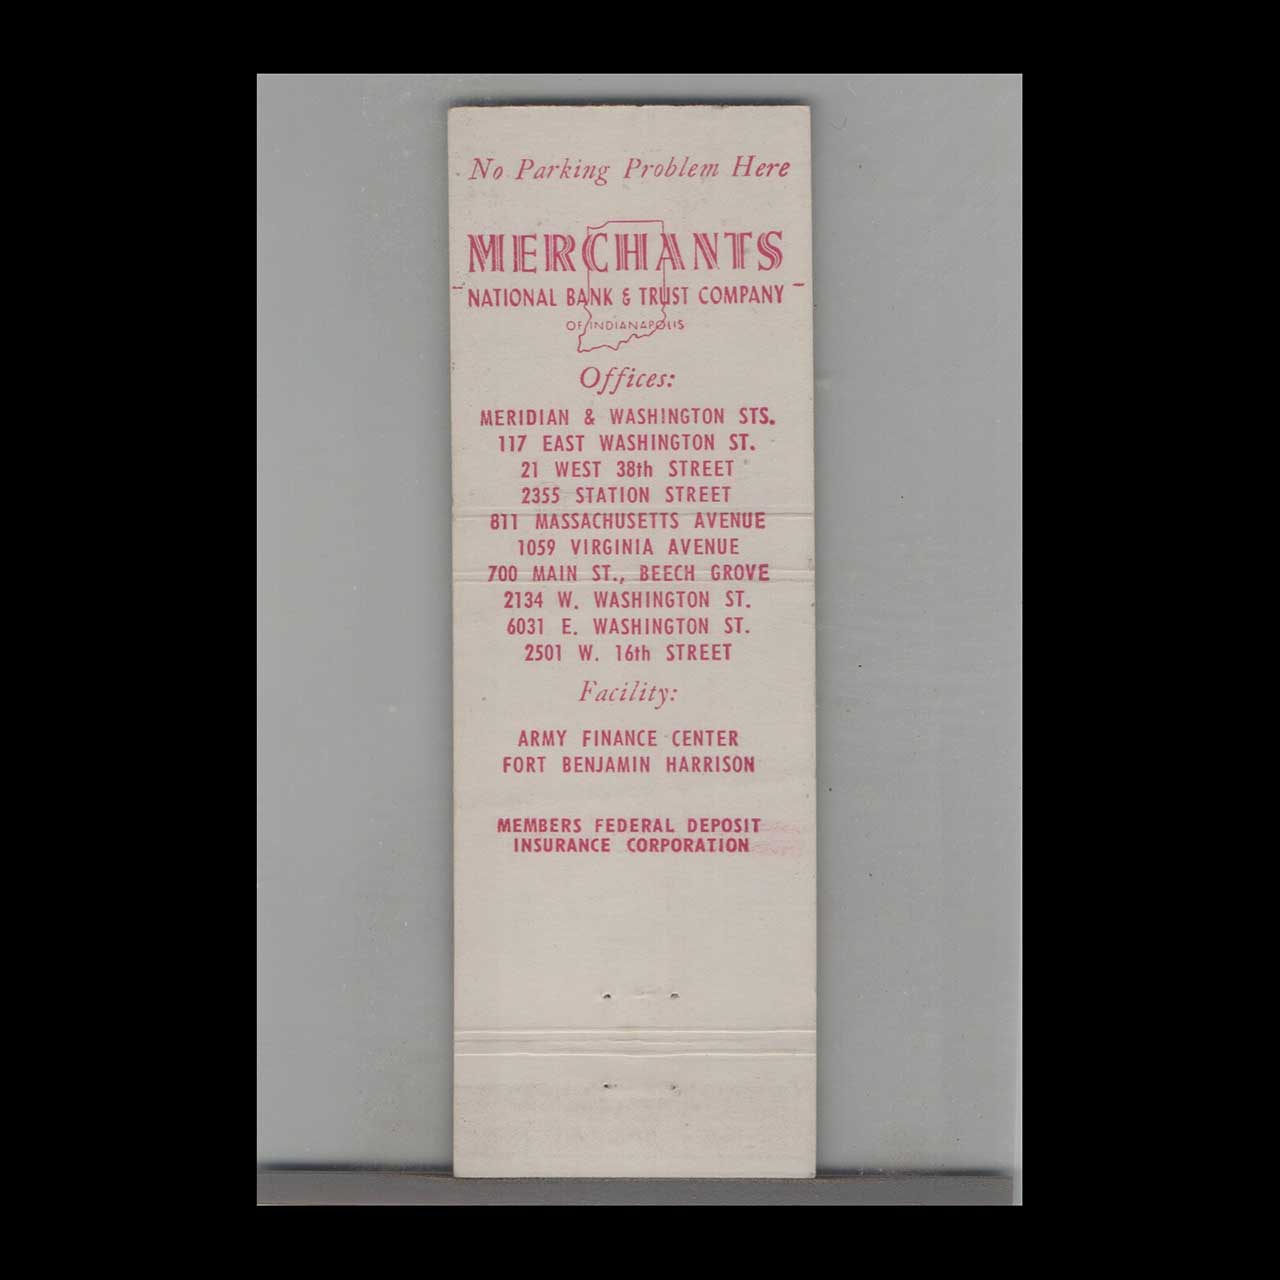 No Parking Problem Here
MERCHANTS
NATIONAL BANK & TRUST COMPANY
OF INDIANAPOLIS
Offices:
MERIDIAN & WASHINGTON STS.
117 EAST WASHINGTON ST.
21 WEST 38th STREET
2355 STATION STREET
811 MASSACHUSETTS AVENUE
1059 VIRGINIA AVENUE
700 MAIN ST., BEECH GROVE
2134 W. WASHINGTON ST.
6031 E. WASHINGTON ST.
2501 W. 16th STREET
Facility:
ARMY FINANCE CENTER
FORT BENJAMIN HARRISON
MEMBERS FEDERAL DEPOSIT
INSURANCE CORPORATION